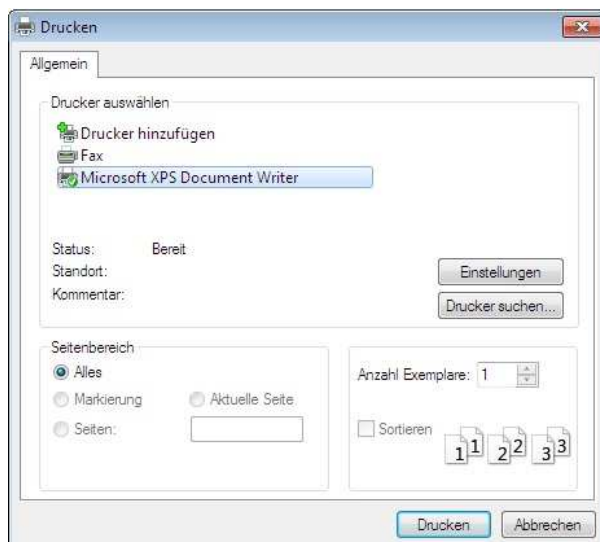 Drucken
Allgemein
Drucker auswählen
Drucker hinzufügen
Fax
Microsoft XPS Document Writer
Status: Bereit
Standort:
Kommentar:
Einstellungen
Drucker suchen...
Seitenbereich
Alles
Markierung Aktuelle Seite
Seiten:
Anzahl Exemplare: 1
Sortieren
1 1 2 2 3 3
Drucken Abbrechen